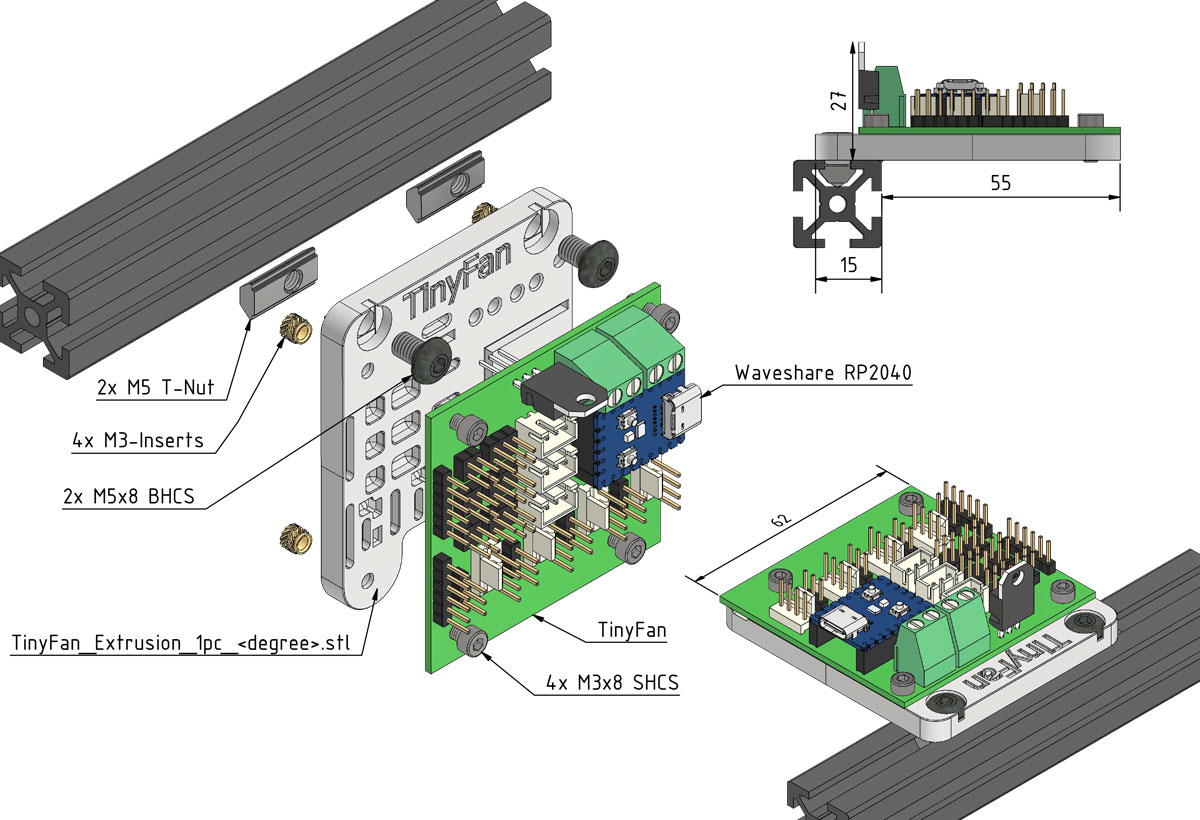 TinyFan
2x M5 T-Nut
4x M3-Inserts
2x M5x8 BHCS
TinyFan_Extrusion_1pc_<degree>.stl
Waveshare RP2040
TinyFan
4x M3x8 SHCS
27
55
15
62
TinyFan